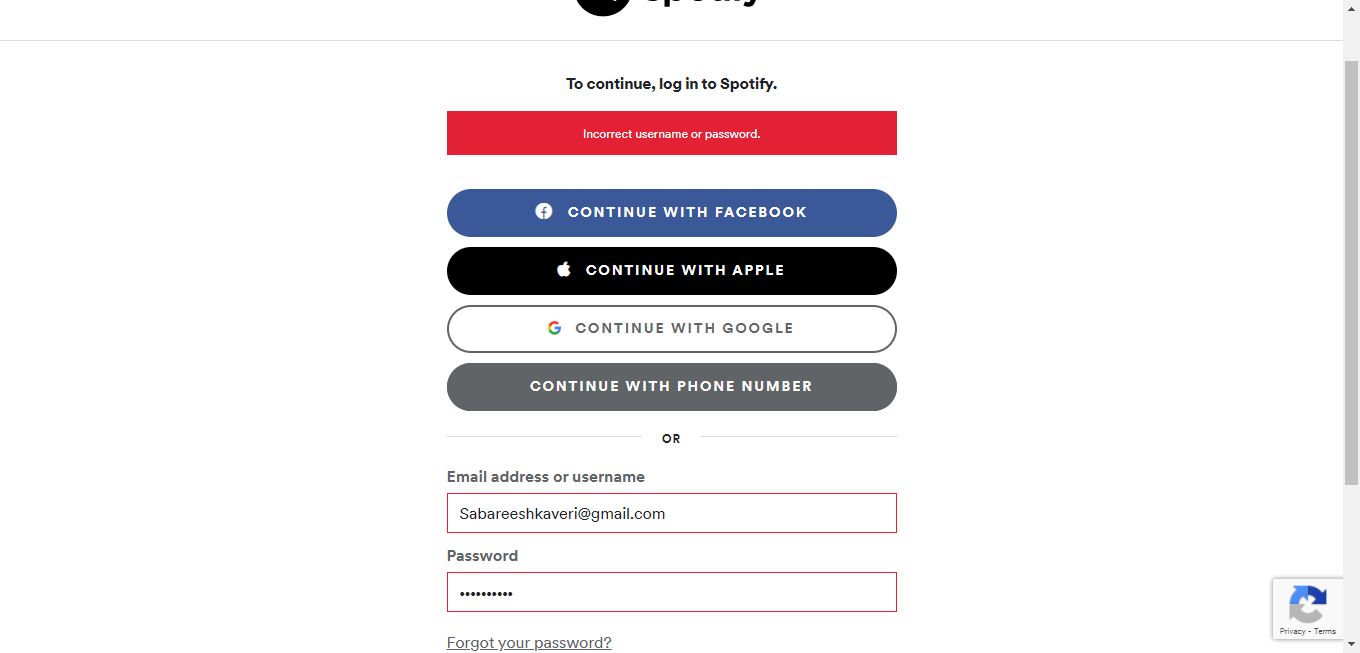 Spotify
To continue, log in to Spotify.
Incorrect username or password.
CONTINUE WITH FACEBOOK
CONTINUE WITH APPLE
CONTINUE WITH GOOGLE
CONTINUE WITH PHONE NUMBER
OR
Email address or username
Sabareeshkaveri@gmail.com
Password
••••••••••
Forgot your password?
Privacy - Terms